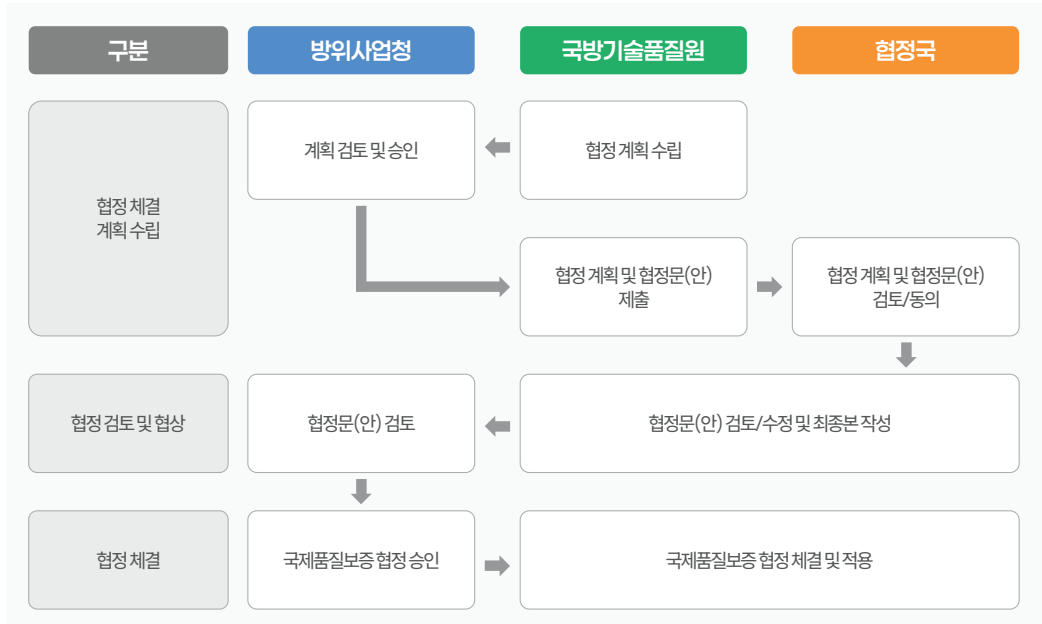 구분
방위사업청
국방기술품질원
협정국
협정 체결
계획 수립
계획 검토 및 승인
협정 계획 수립
협정 계획 및 협정문(안)
제출
협정 계획 및 협정문(안)
검토/동의
협정 검토 및 협상
협정문(안) 검토
협정문(안) 검토/수정 및 최종본 작성
협정 체결
국제품질보증 협정 승인
국제품질보증 협정 체결 및 적용